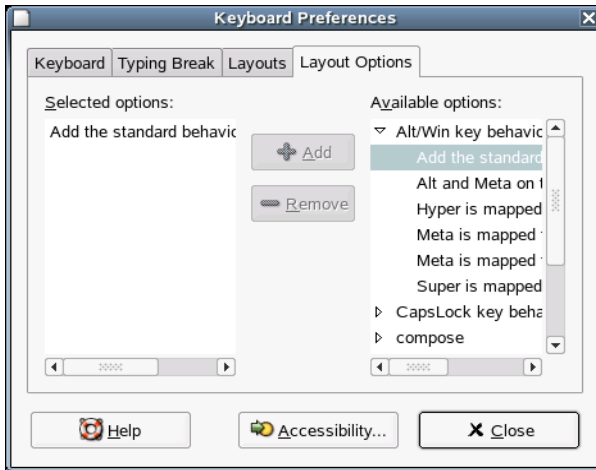 Keyboard Preferences
Keyboard
Typing Break
Layouts
Layout Options
Selected options:
Add the standard behavic
Add
Remove
Available options:
Alt/Win key behavic
Add the standard
Alt and Meta on t
Hyper is mapped
Meta is mapped
Meta is mapped
Super is mapped
CapsLock key beha
compose
Help
Accessibility...
Close